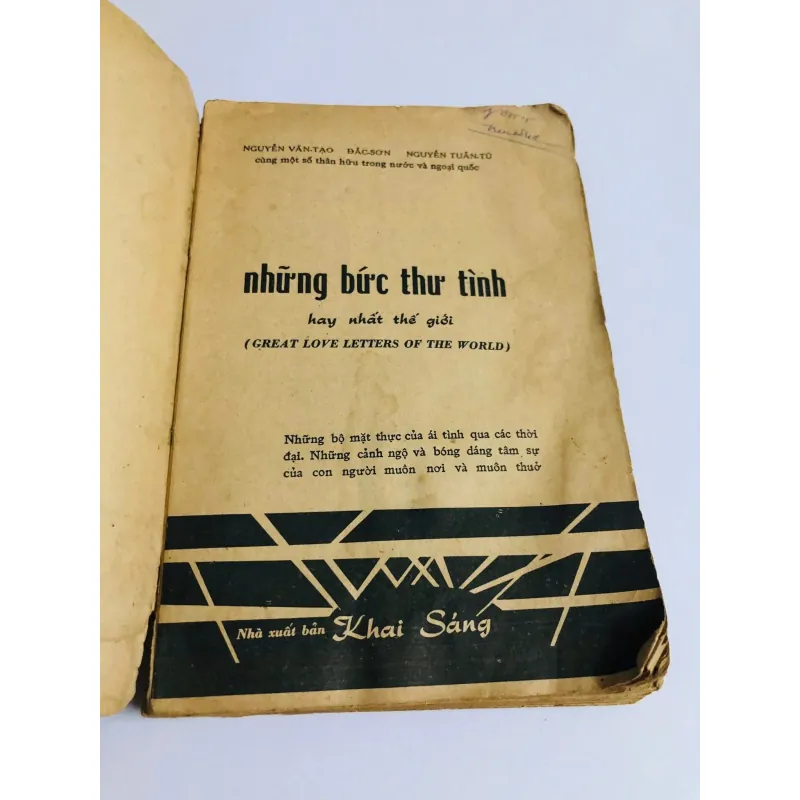 NGUYỄN VĂN-TẠO ĐẮC-SƠN NGUYỄN TUẤN-TÚ
cùng một số thân hữu trong nước và ngoại quốc
những bức thư tình
hay nhất thế giới
(GREAT LOVE LETTERS OF THE WORLD)
Những bộ mặt thực của ái tình qua các thời
đại. Những cảnh ngộ và bóng dáng tâm sự
của con người muôn nơi và muôn thuở
Nhà xuất bản Khai Sáng